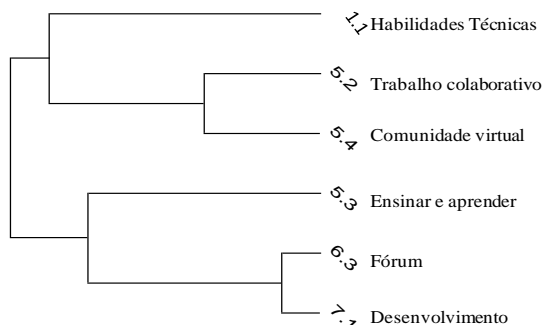 1.1 Habilidades Técnicas
5.2 Trabalho colaborativo
5.4 Comunidade virtual
5.3 Ensinar e aprender
6.3 Fórum
Desenvolvimento